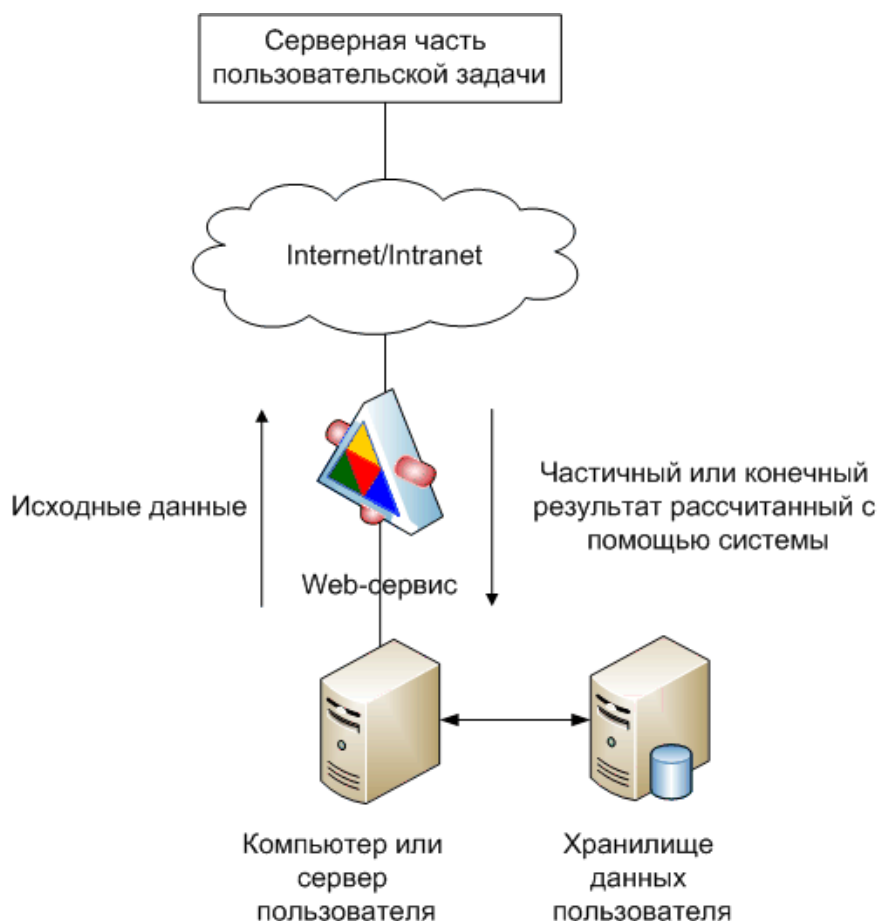 Серверная часть
пользовательской задачи
Internet/Intranet
Исходные данные
Частичный или конечный
результат рассчитанный с
помощью системы
Web-сервис
Компьютер или
сервер
пользователя
Хранилище
данных
пользователя